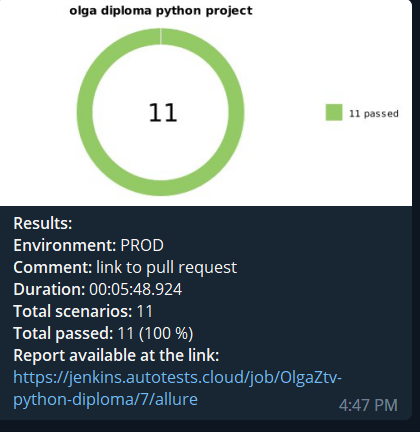 olga diploma python project
11
11 passed
Results:
Environment: PROD
Comment: link to pull request
Duration: 00:05:48.924
Total scenarios: 11
Total passed: 11 (100 %)
Report available at the link:
https://jenkins.autotests.cloud/job/OlgaZtv-
python-diploma/7/allure
4:47 PM